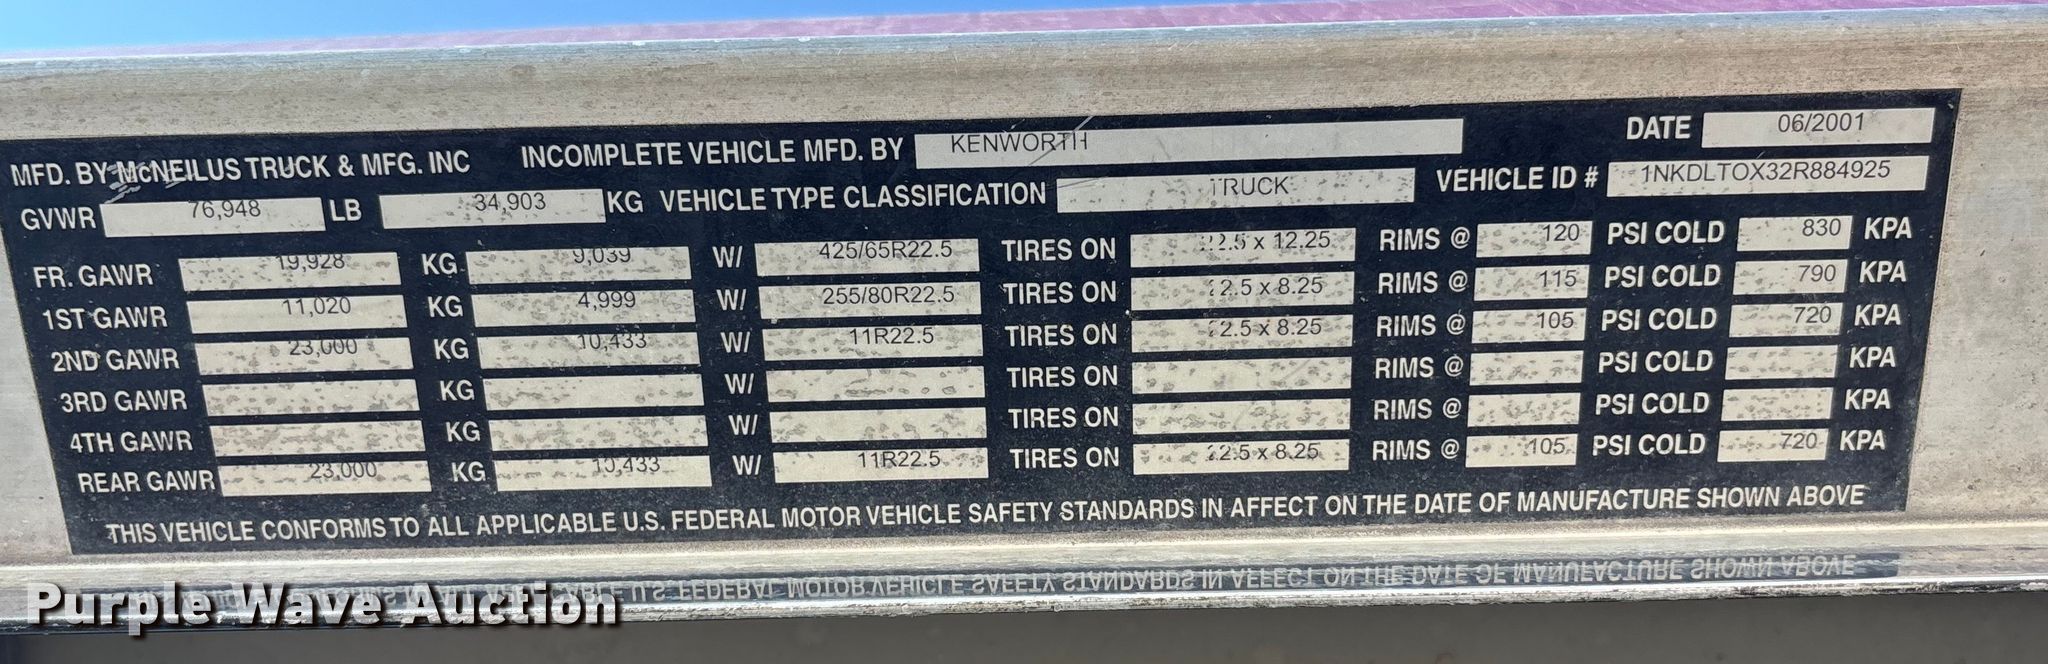 MFD. BY McNEILUS TRUCK & MFG. INC INCOMPLETE VEHICLE MFD. BY KENWORTH DATE 06/2001
GVWR 76,948 LB 34,903 KG VEHICLE TYPE CLASSIFICATION TRUCK VEHICLE ID # 1NKDLTOX32R884925
FR. GAWR 19,928 KG 9,039 W/ 425/65R22.5 TIRES ON 22.5 x 12.25 RIMS @ 120 PSI COLD 830 KPA
1ST GAWR 11,020 KG 4,999 W/ 255/80R22.5 TIRES ON 22.5 x 8.25 RIMS @ 115 PSI COLD 790 KPA
2ND GAWR 23,000 KG 10,433 W/ 11R22.5 TIRES ON 22.5 x 8.25 RIMS @ 105 PSI COLD 720 KPA
3RD GAWR KG W/ TIRES ON RIMS @ PSI COLD KPA
4TH GAWR KG W/ TIRES ON RIMS @ PSI COLD KPA
REAR GAWR 23,000 KG 10,433 W/ 11R22.5 TIRES ON 22.5 x 8.25 RIMS @ 105 PSI COLD 720 KPA
THIS VEHICLE CONFORMS TO ALL APPLICABLE U.S. FEDERAL MOTOR VEHICLE SAFETY STANDARDS IN AFFECT ON THE DATE OF MANUFACTURE SHOWN ABOVE
Purple Wave Auction